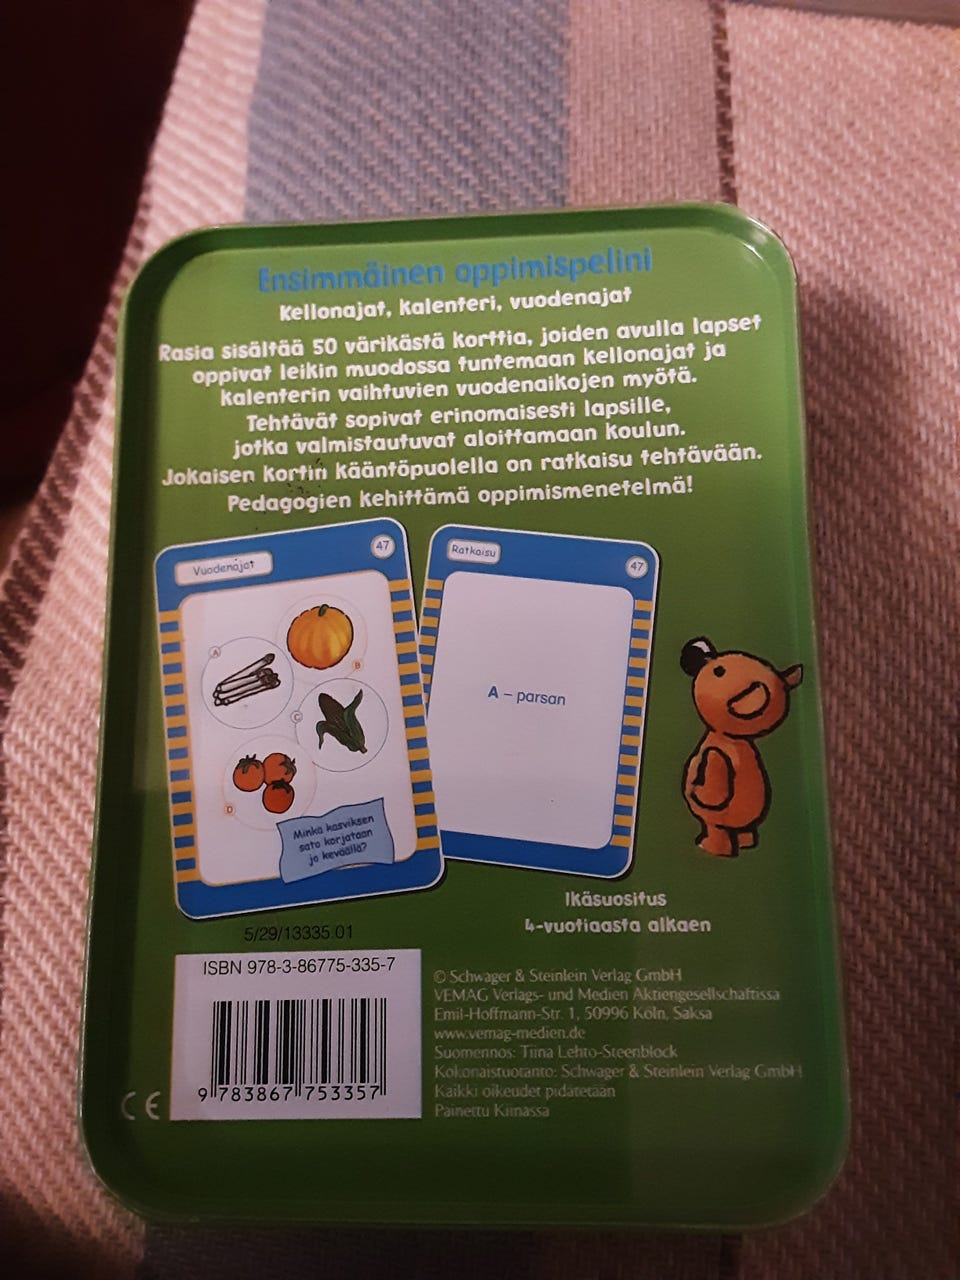 Ensimmäinen oppimispelini
Kellonajat, kalenteri, vuodenajat
Rasia sisältää 50 värikästä korttia, joiden avulla lapset
oppivat leikin muodossa tuntemaan kellonajat ja
kalenterin vaihtuvien vuodenaikojen myötä.
Tehtävät sopivat erinomaisesti lapsille,
jotka valmistautuvat aloittamaan koulun.
Jokaisen kortin kääntöpuolella on ratkaisu tehtävään.
Pedagogien kehittämä oppimismenetelmä!
Vuodenajat
47
A
B
C
D
Minkä kasviksen
sato korjataan
jo keväällä?
Ratkaisu
47
A – parsan
Ikäsuositus
4-vuotiaasta alkaen
5/29/13335.01
ISBN 978-3-86775-335-7
9 783867 753357
CE
© Schwager & Steinlein Verlag GmbH
VEMAG Verlags- und Medien Aktiengesellschaftissa
Emil-Hoffmann-Str. 1, 50996 Köln, Saksa
www.vemag-medien.de
Suomennos: Tiina Lehto-Steenblock
Kokonaistuotanto: Schwager & Steinlein Verlag GmbH
Kaikki oikeudet pidätetään
Painettu Kiinassa